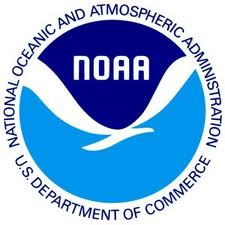 NATIONAL OCEANIC AND ATMOSPHERIC ADMINISTRATION
NOAA
U.S. DEPARTMENT OF COMMERCE